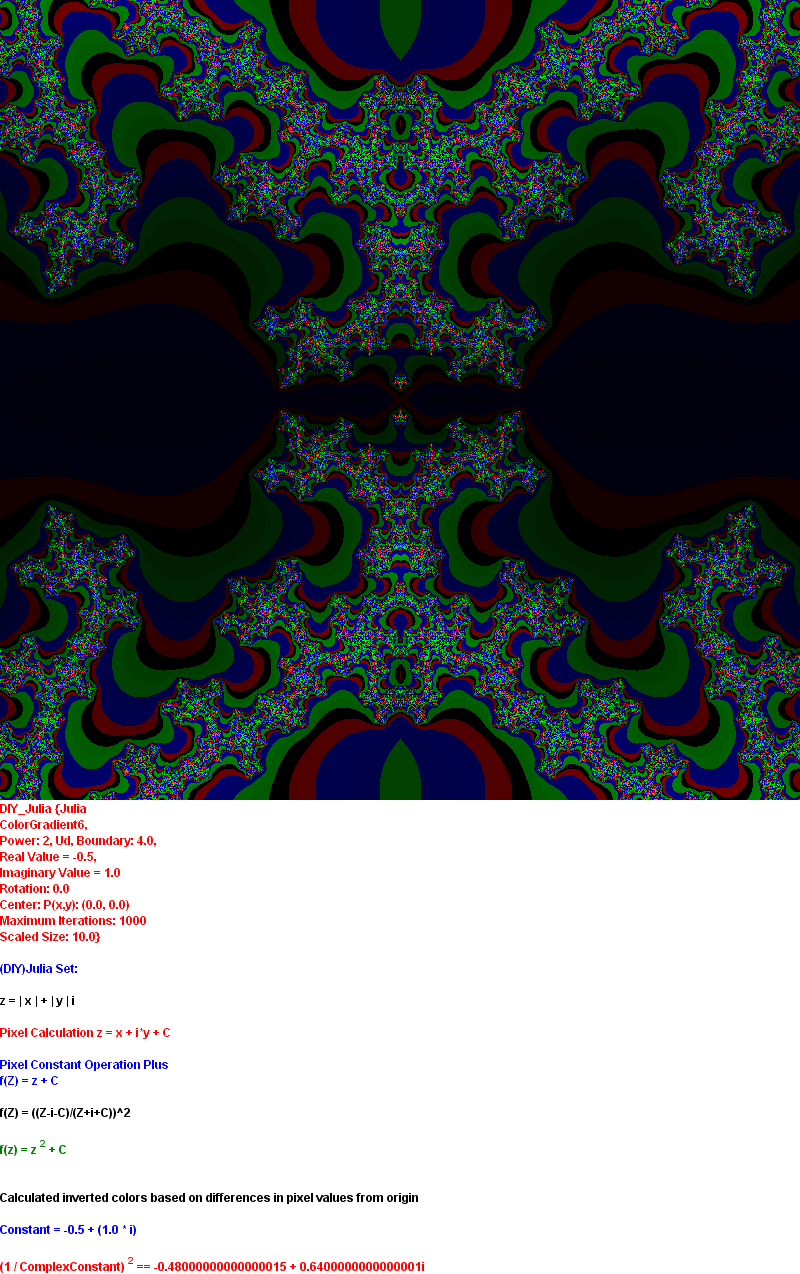 DIY_Julia {Julia
ColorGradient6,
Power: 2, Ud, Boundary: 4.0,
Real Value = -0.5,
Imaginary Value = 1.0
Rotation: 0.0
Center: P(x,y): (0.0, 0.0)
Maximum Iterations: 1000
Scaled Size: 10.0}
(DIY)Julia Set:
z = | x | + | y | i
Pixel Calculation z = x + i*y + C
Pixel Constant Operation Plus
f(Z) = z + C
f(Z) = ((Z-i-C)/(Z+i+C))^2
f(z) = z 2 + C
Calculated inverted colors based on differences in pixel values from origin
Constant = -0.5 + (1.0 * i)
(1 / ComplexConstant) 2 == -0.48000000000000015 + 0.6400000000000001i